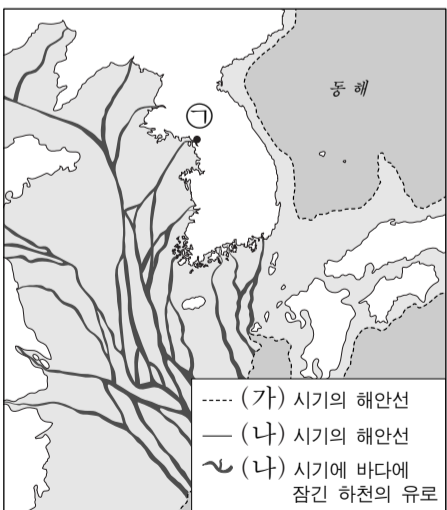 ㉠
동해
(가) 시기의 해안선
(나) 시기의 해안선
(나) 시기에 바다에
잠긴 하천의 유로